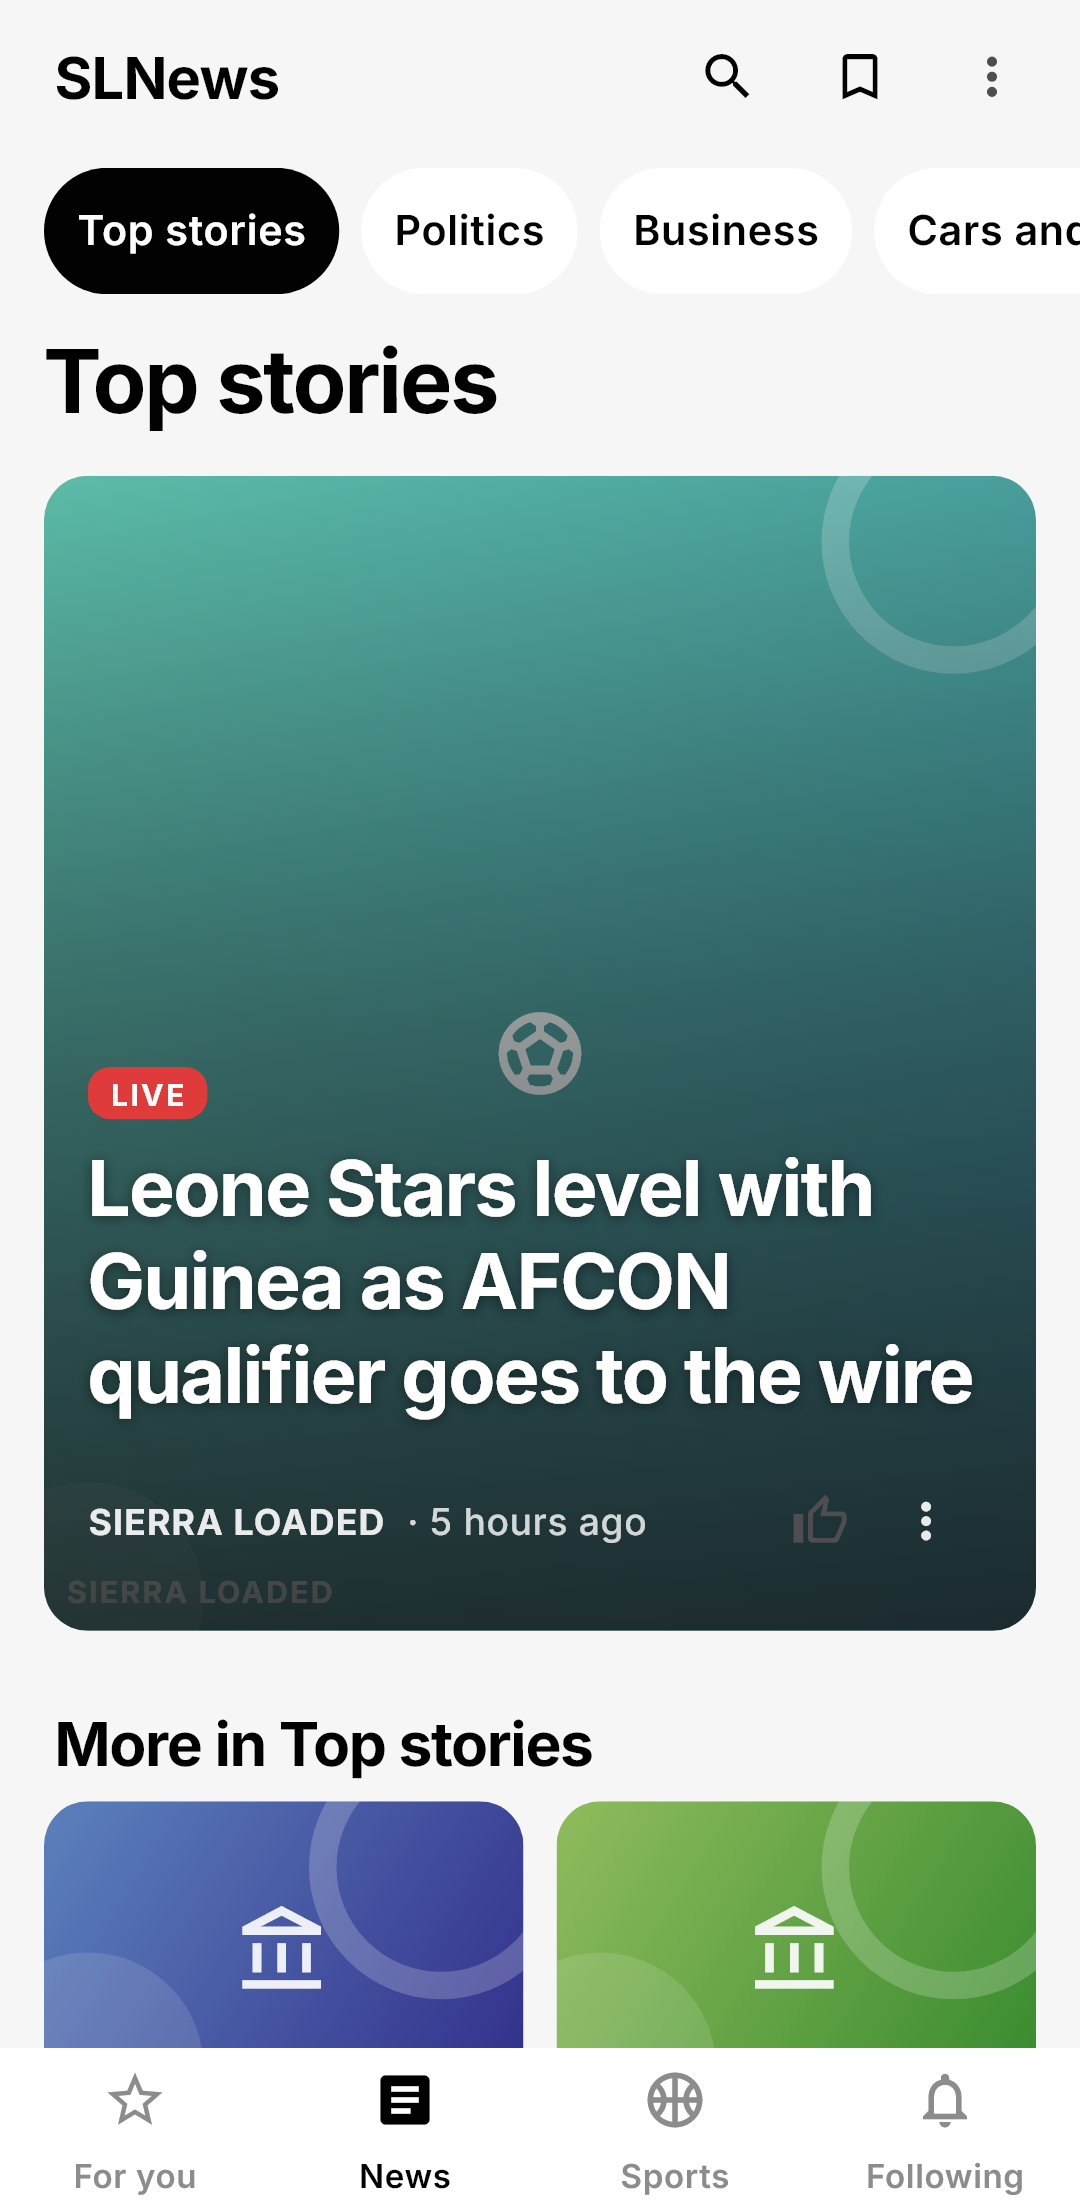 SLNews
Top stories
Politics
Business
Cars and
Top stories
LIVE
Leone Stars level with
Guinea as AFCON
qualifier goes to the wire
SIERRA LOADED · 5 hours ago
SIERRA LOADED
More in Top stories
For you
News
Sports
Following